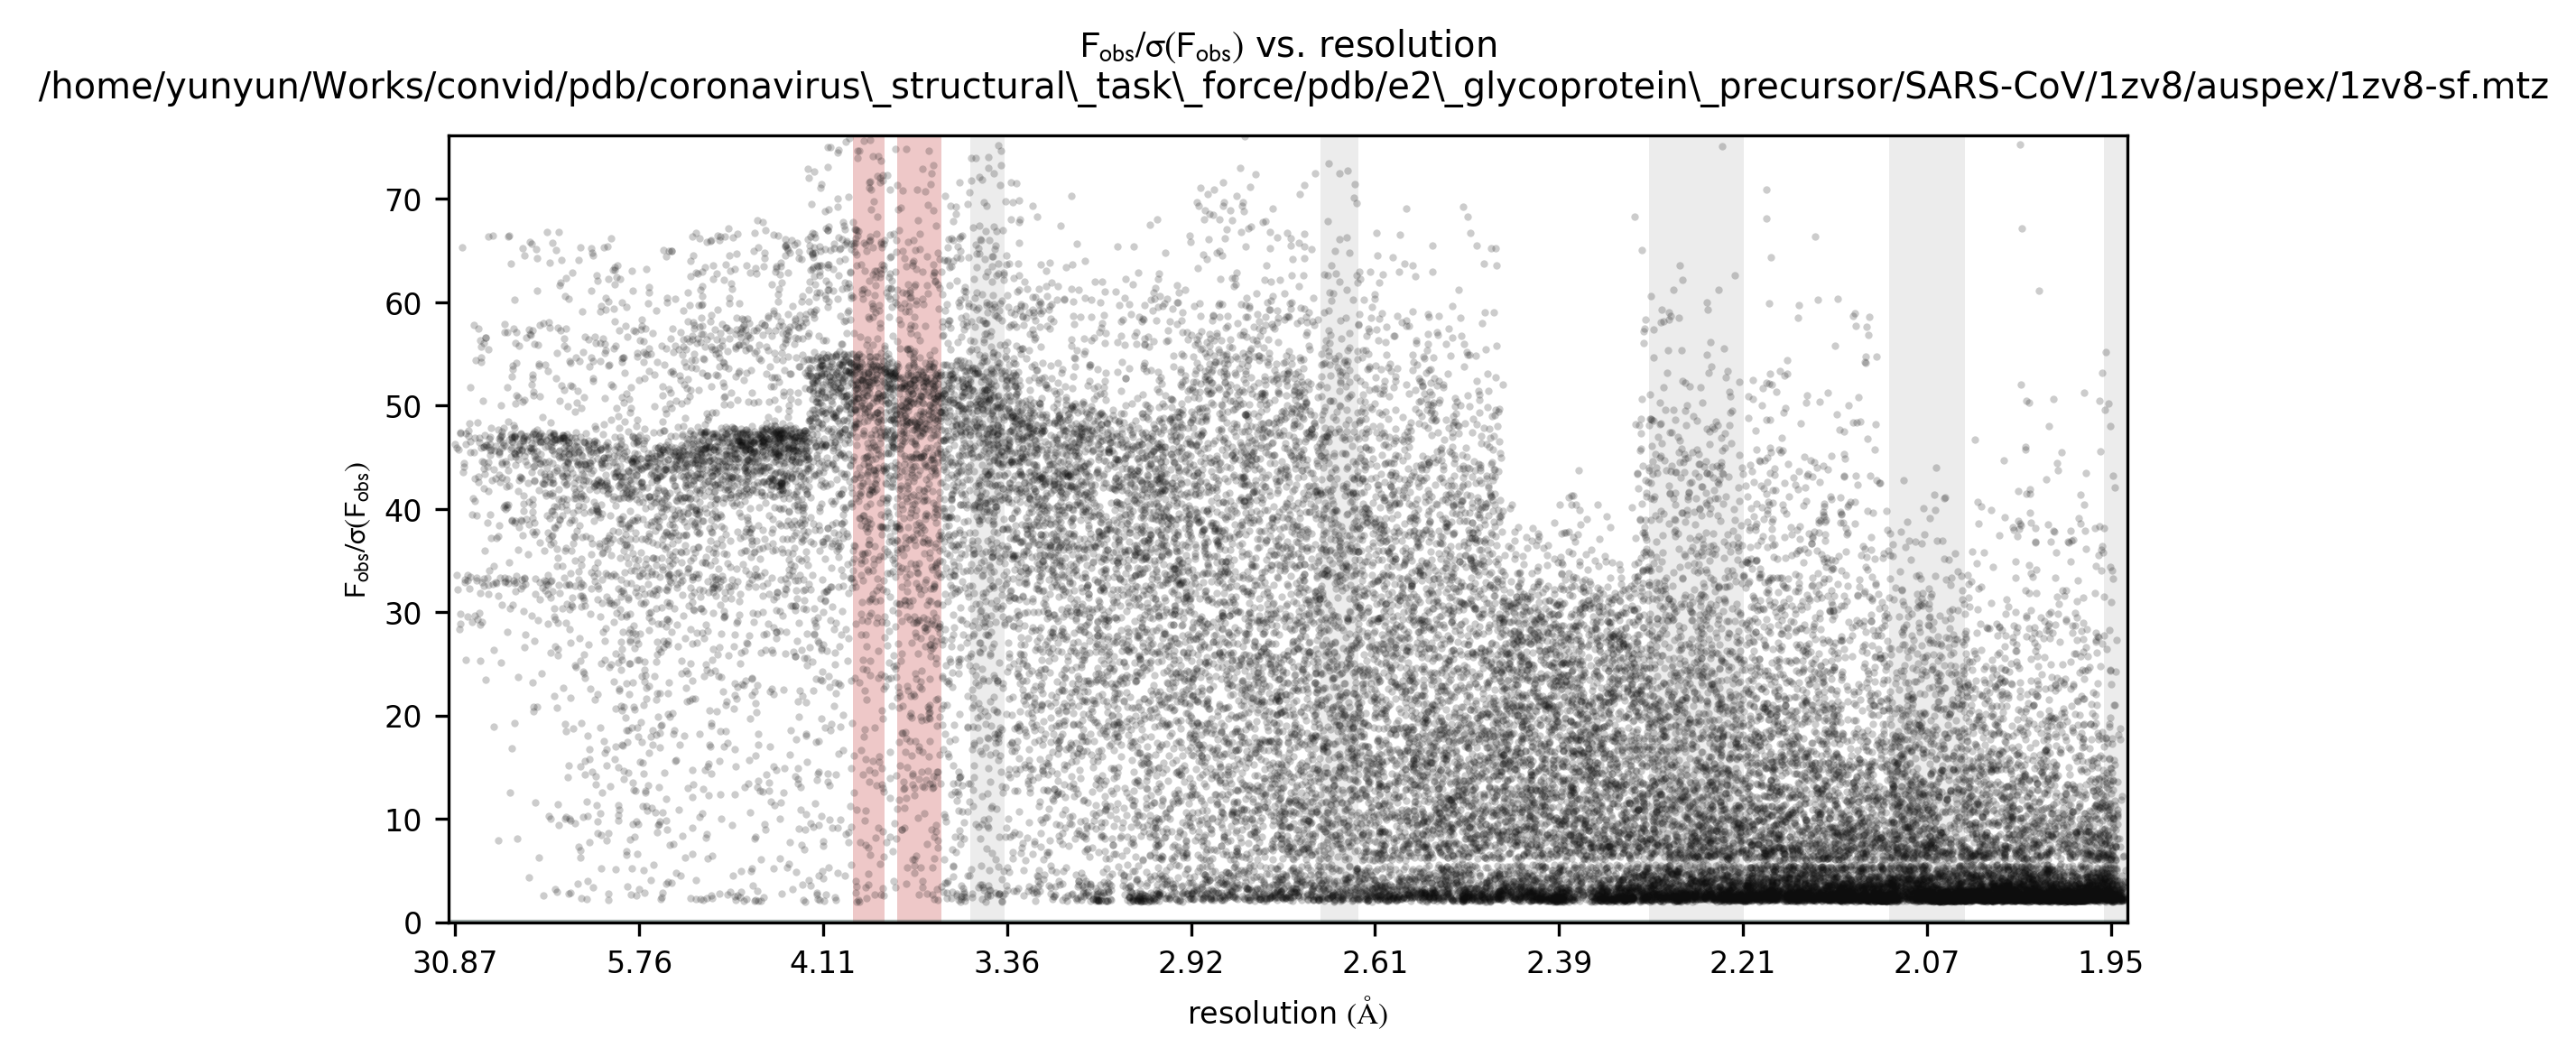 Fobs/σ(Fobs) vs. resolution
/home/yunyun/Works/convid/pdb/coronavirus\_structural\_task\_force/pdb/e2\_glycoprotein\_precursor/SARS-CoV/1zv8/auspex/1zv8-sf.mtz
Fobs/σ(Fobs)
70
60
50
40
30
20
10
0
30.87 5.76 4.11 3.36 2.92 2.61 2.39 2.21 2.07 1.95
resolution (Å)